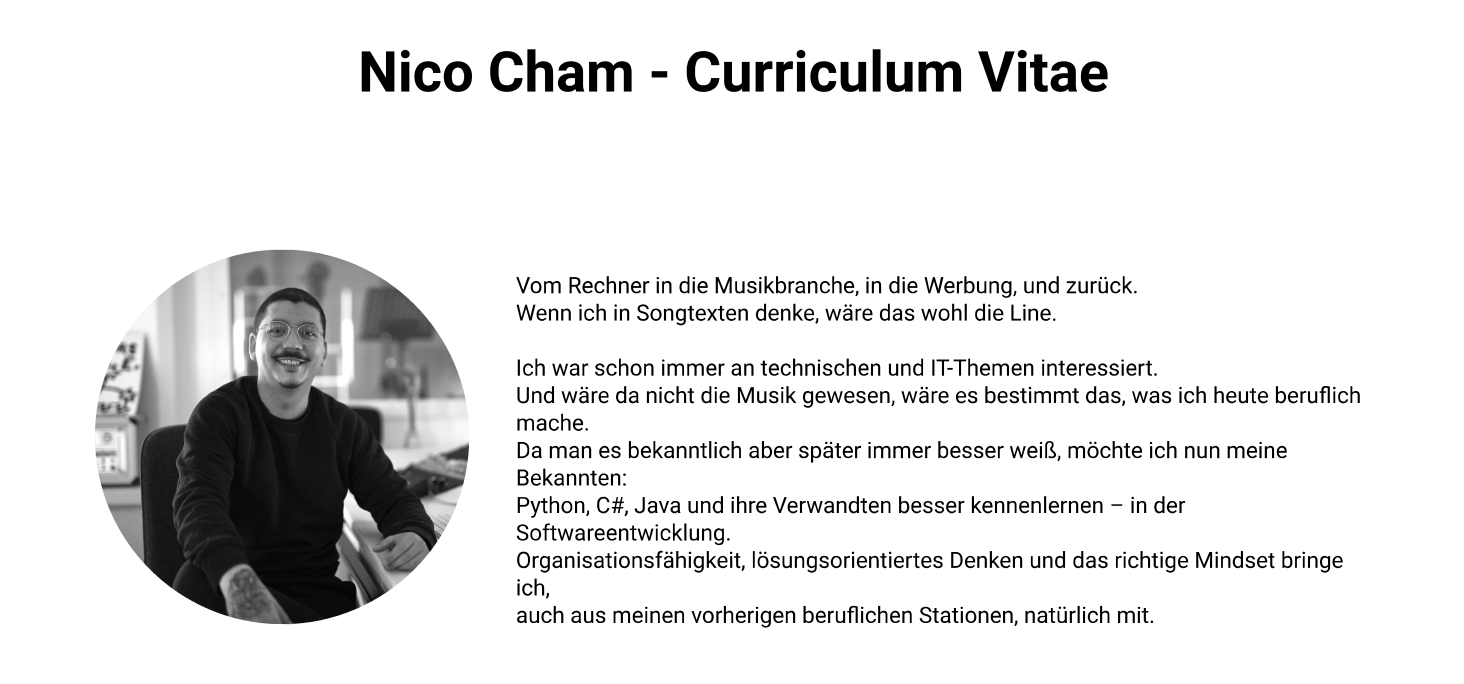 Nico Cham - Curriculum Vitae
Vom Rechner in die Musikbranche, in die Werbung, und zurück.
Wenn ich in Songtexten denke, wäre das wohl die Line.
Ich war schon immer an technischen und IT-Themen interessiert.
Und wäre da nicht die Musik gewesen, wäre es bestimmt das, was ich heute beruflich
mache.
Da man es bekanntlich aber später immer besser weiß, möchte ich nun meine
Bekannten:
Python, C#, Java und ihre Verwandten besser kennenlernen – in der
Softwareentwicklung.
Organisationsfähigkeit, lösungsorientiertes Denken und das richtige Mindset bringe
ich,
auch aus meinen vorherigen beruflichen Stationen, natürlich mit.